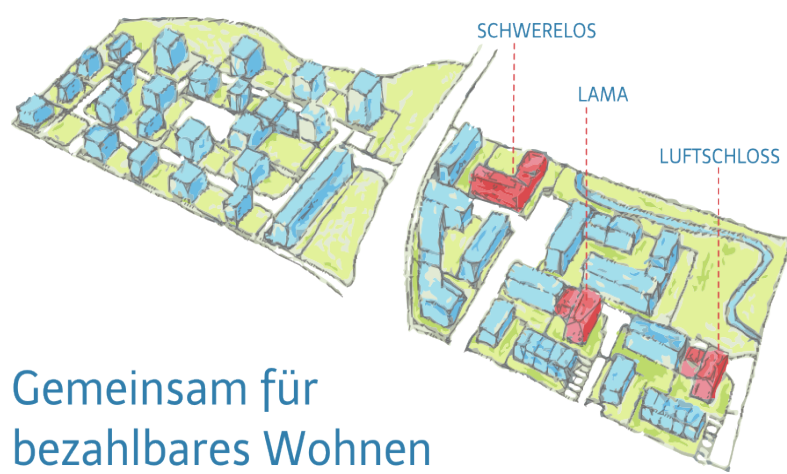 SCHWERELOS
LAMA
LUFTSCHLOSS
Gemeinsam für
bezahlbares Wohnen